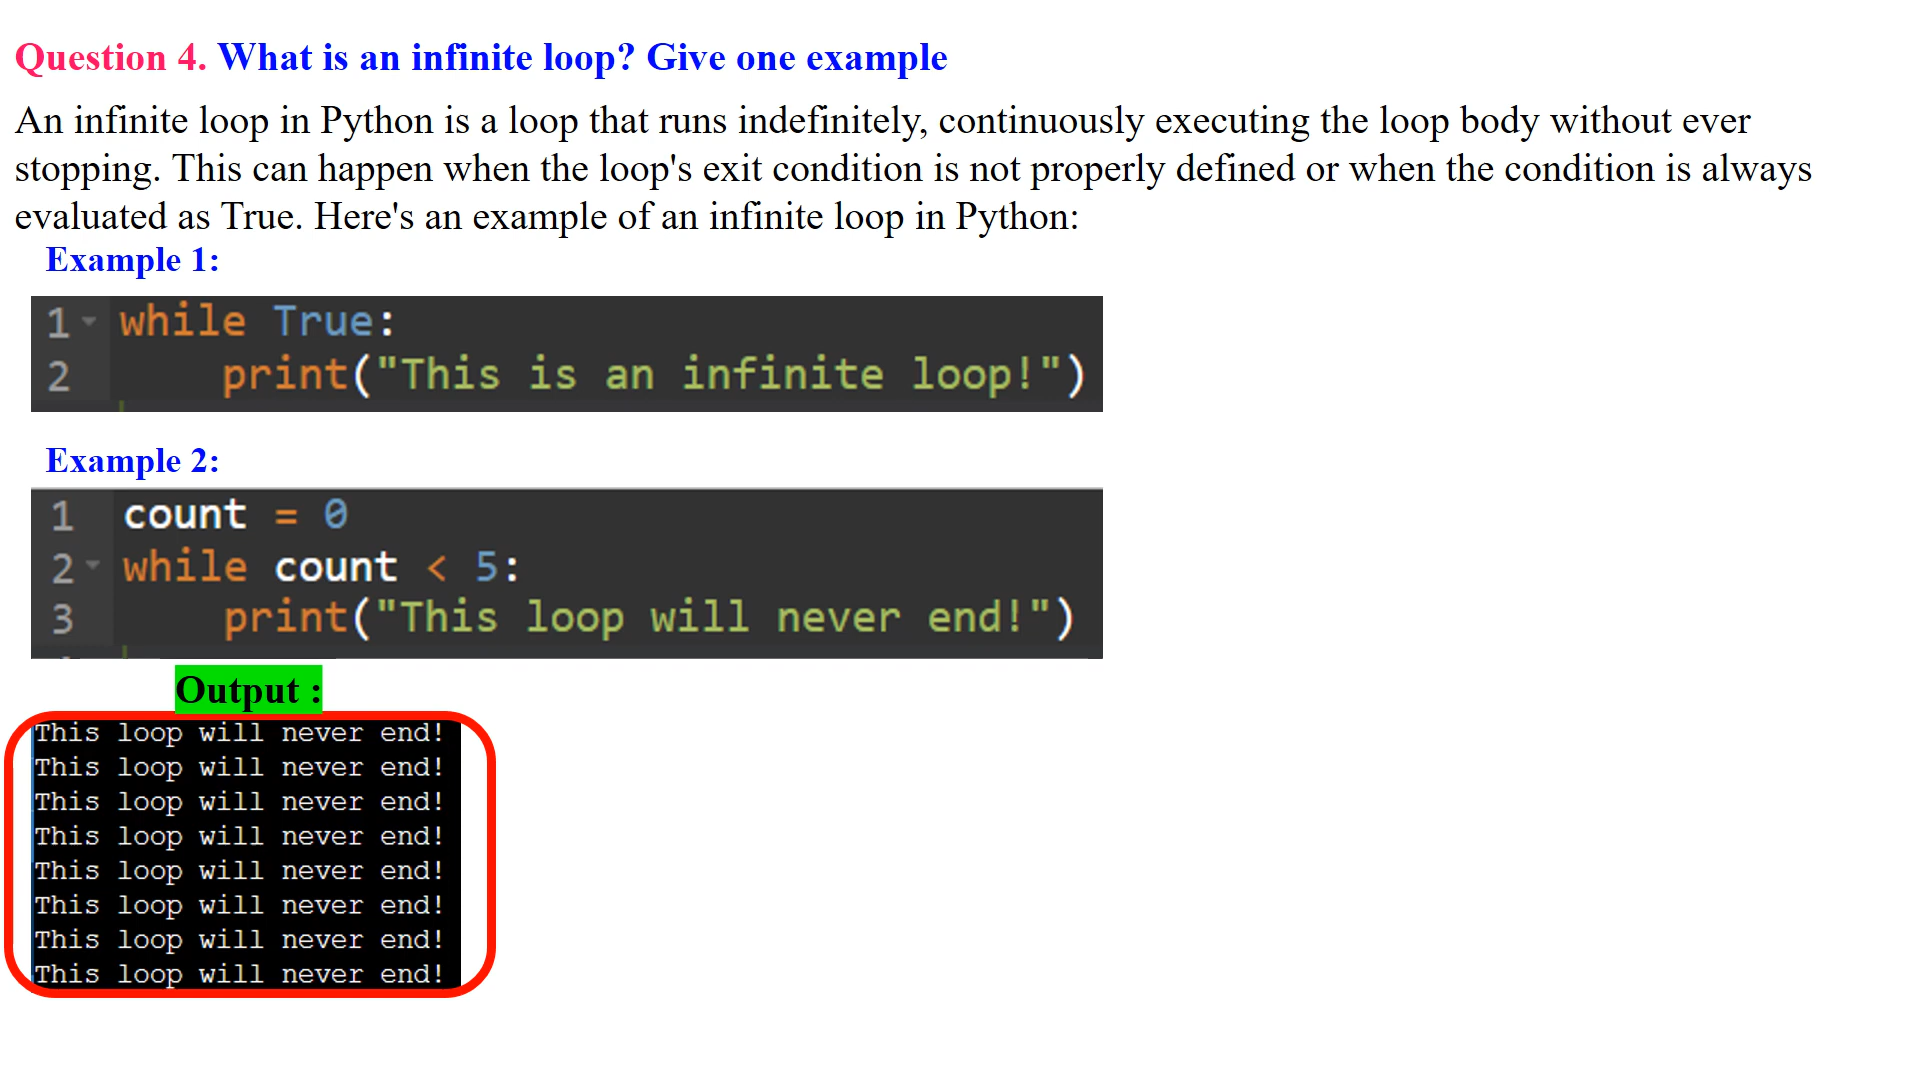 Question 4. What is an infinite loop? Give one example
An infinite loop in Python is a loop that runs indefinitely, continuously executing the loop body without ever
stopping. This can happen when the loop's exit condition is not properly defined or when the condition is always
evaluated as True. Here's an example of an infinite loop in Python:
Example 1:
1 while True:
2     print("This is an infinite loop!")
Example 2:
1 count = 0
2 while count < 5:
3     print("This loop will never end!")
Output :
This loop will never end!
This loop will never end!
This loop will never end!
This loop will never end!
This loop will never end!
This loop will never end!
This loop will never end!
This loop will never end!